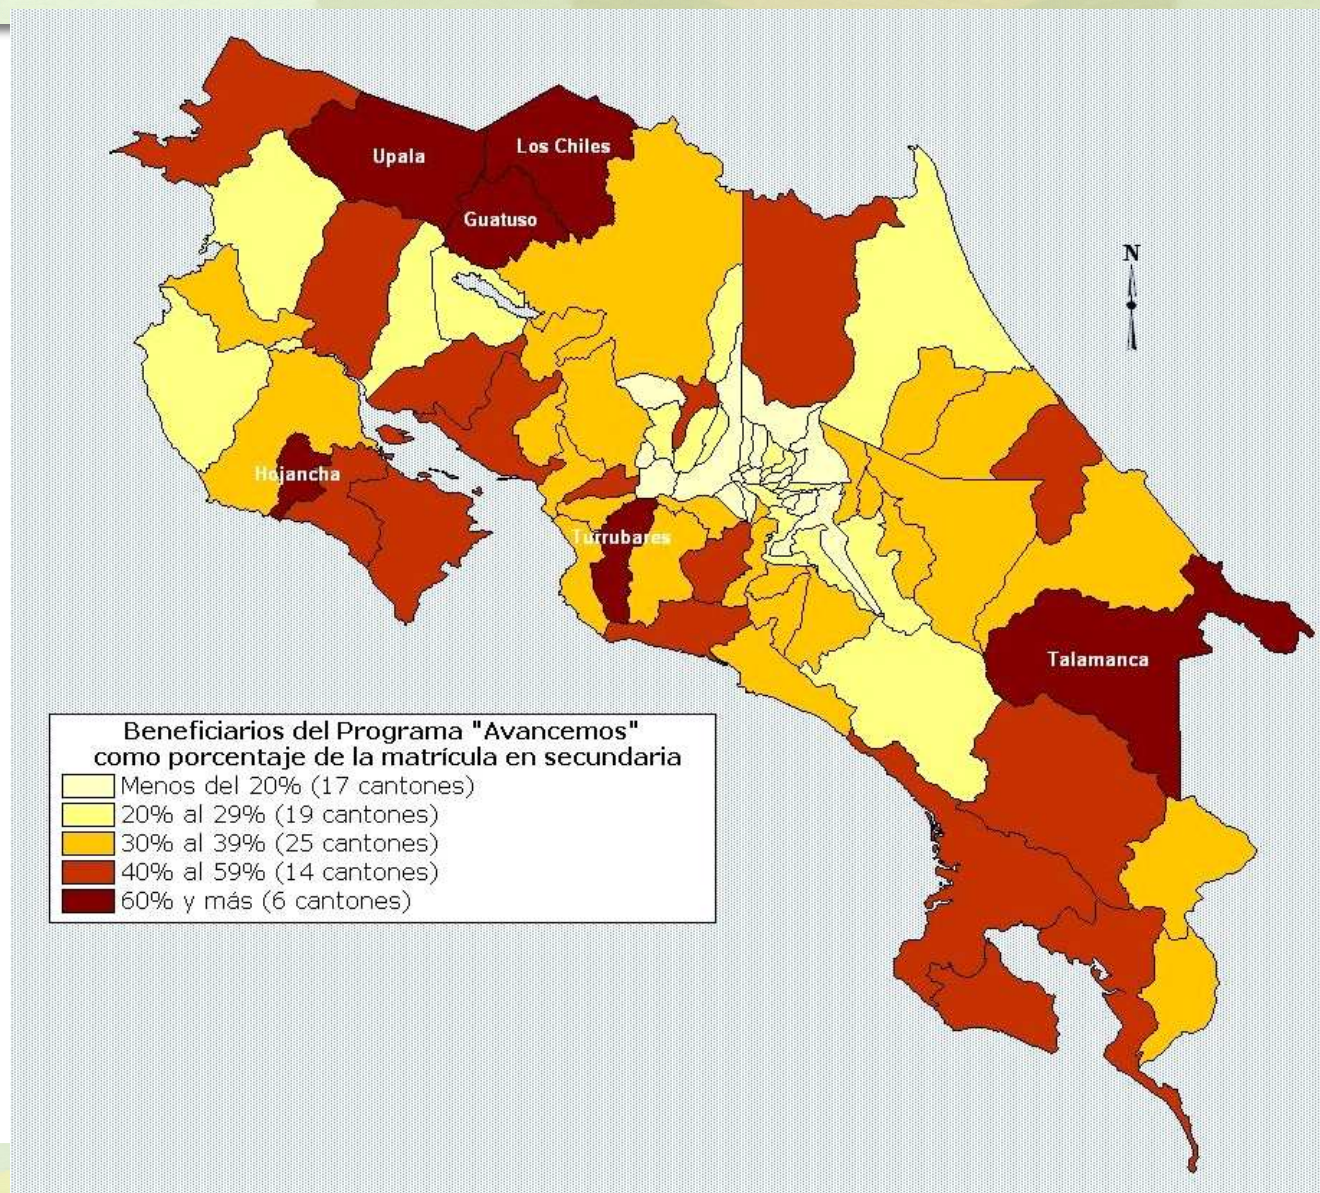 Upala
Los Chiles
Guatuso
N
Hojancha
Turrubares
Talamanca
Beneficiarios del Programa "Avancemos"
como porcentaje de la matrícula en secundaria
Menos del 20% (17 cantones)
20% al 29% (19 cantones)
30% al 39% (25 cantones)
40% al 59% (14 cantones)
60% y más (6 cantones)